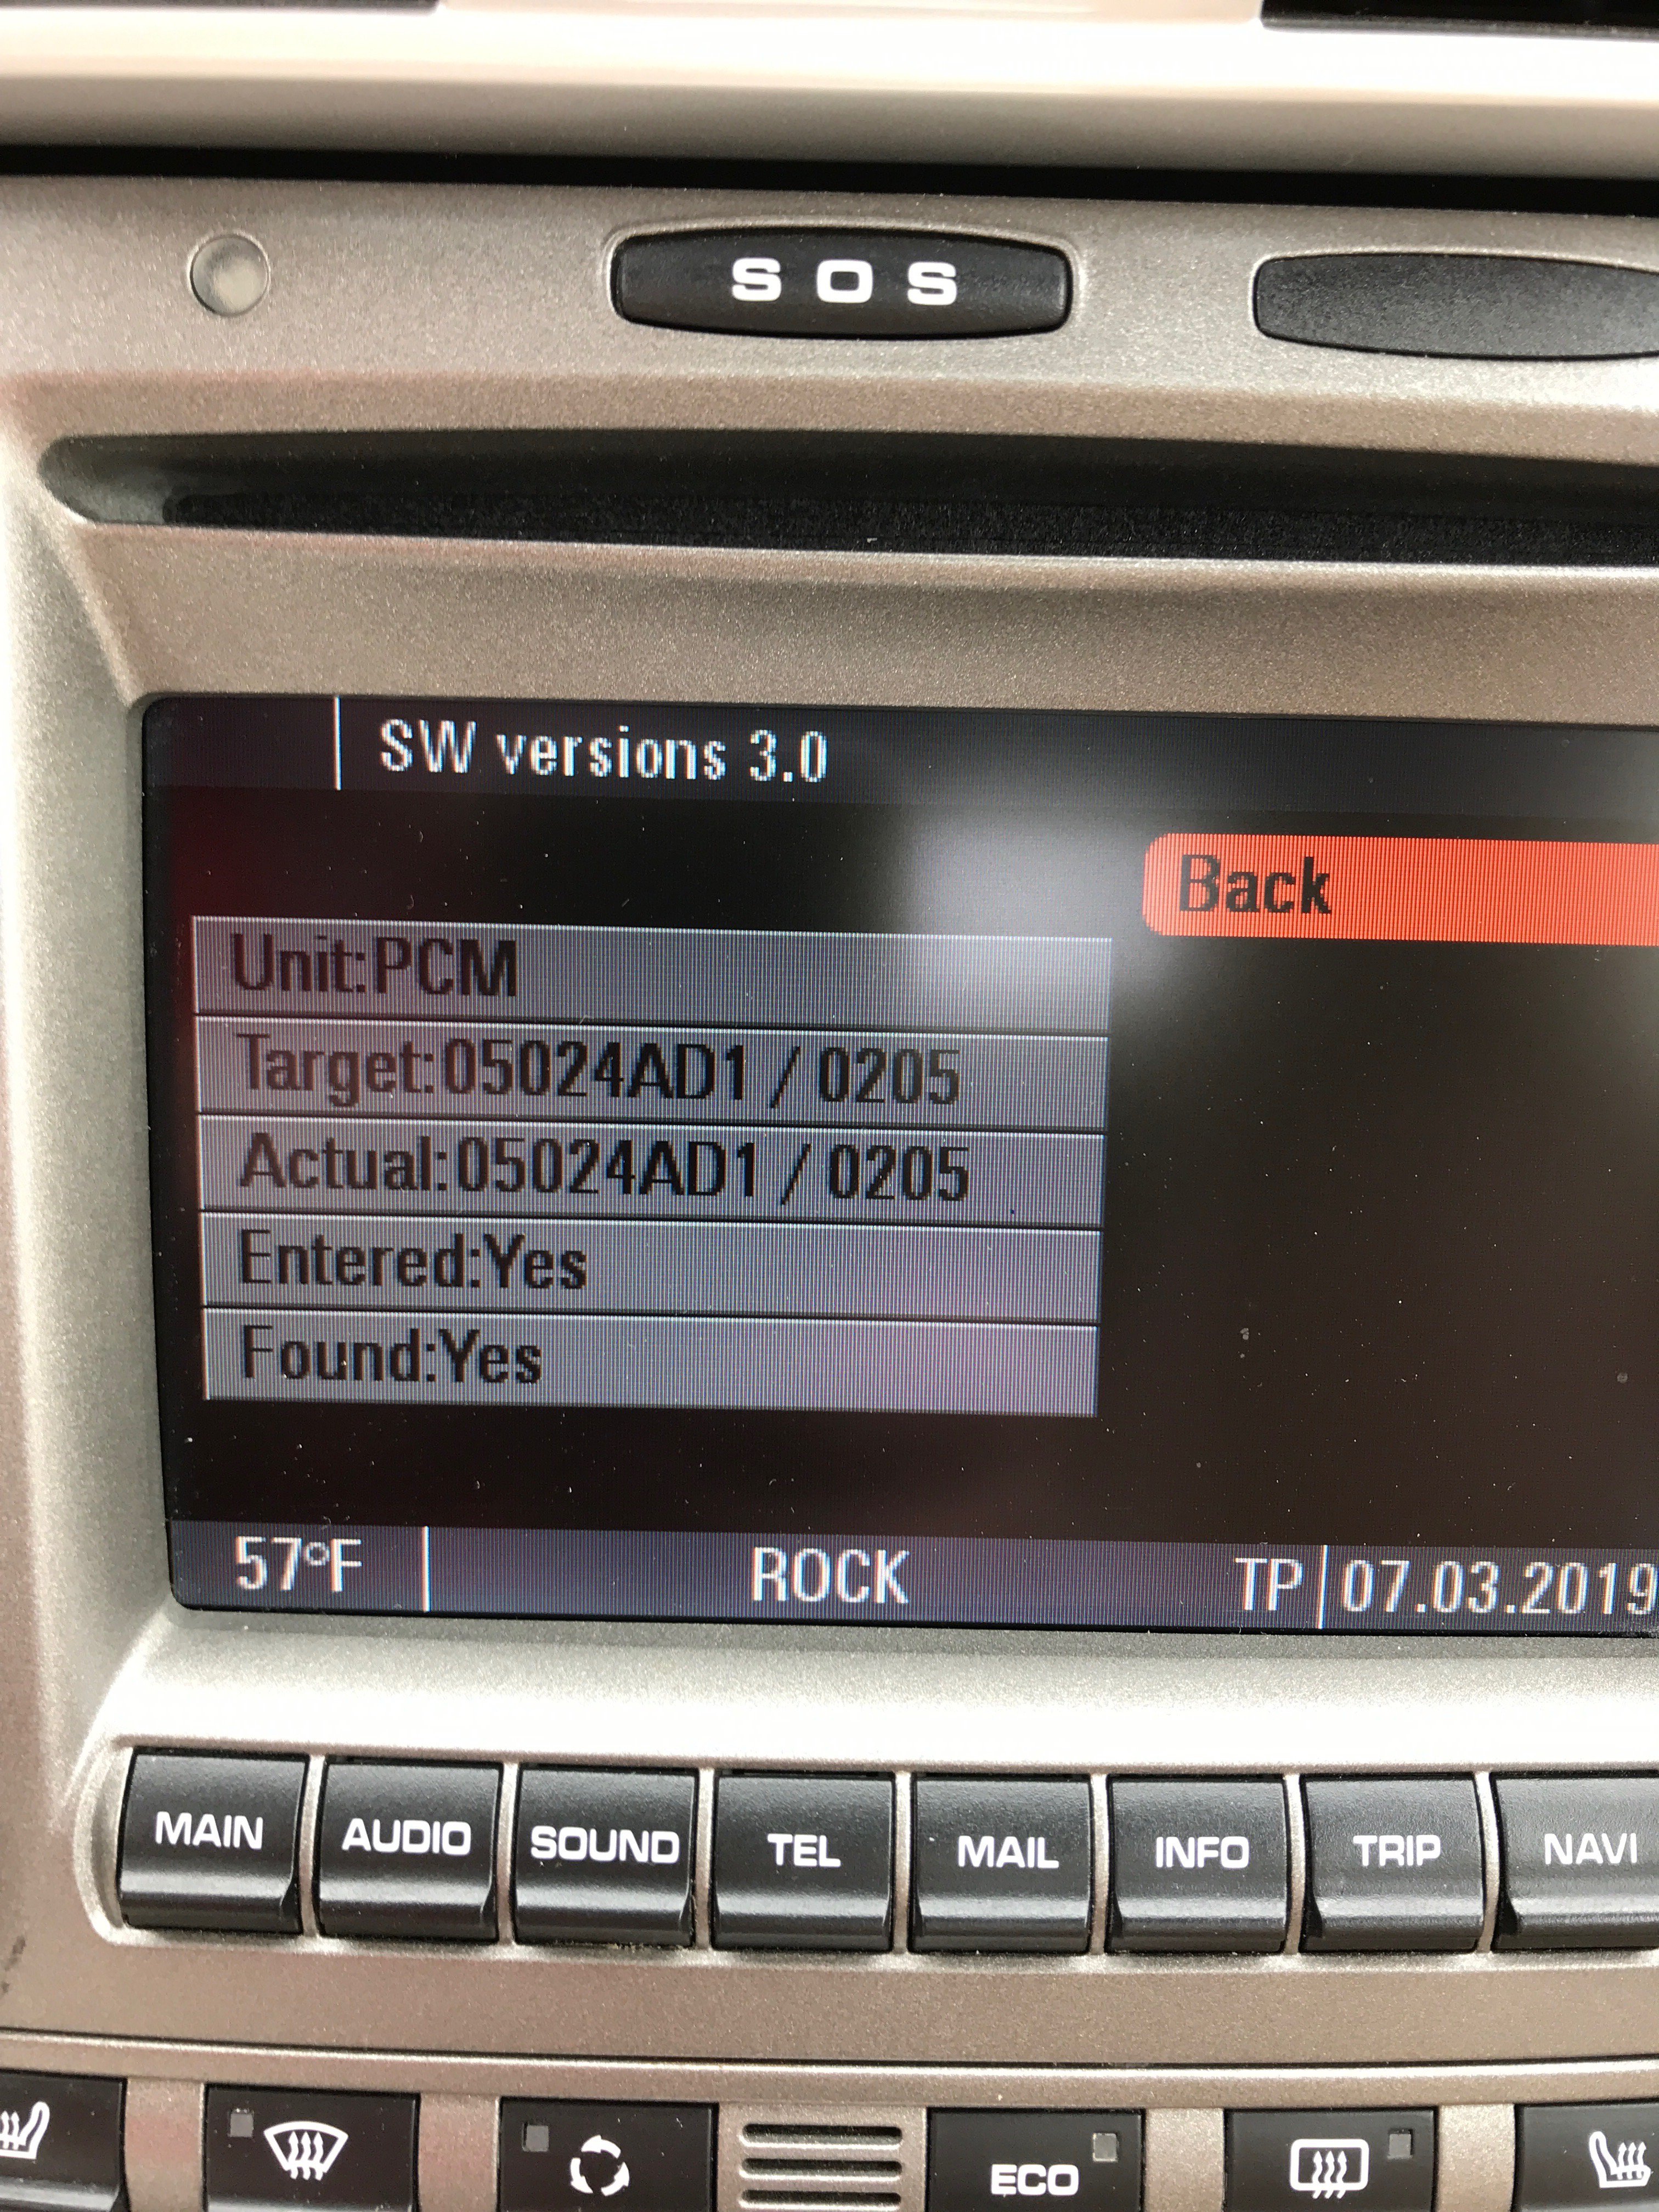 SOS
SW versions 3.0
Back
Unit:PCM
Target:05024AD1 / 0205
Actual:05024AD1 / 0205
Entered:Yes
Found:Yes
57°F ROCK TP 07.03.2019
MAIN AUDIO SOUND TEL MAIL INFO TRIP NAVI
ECO